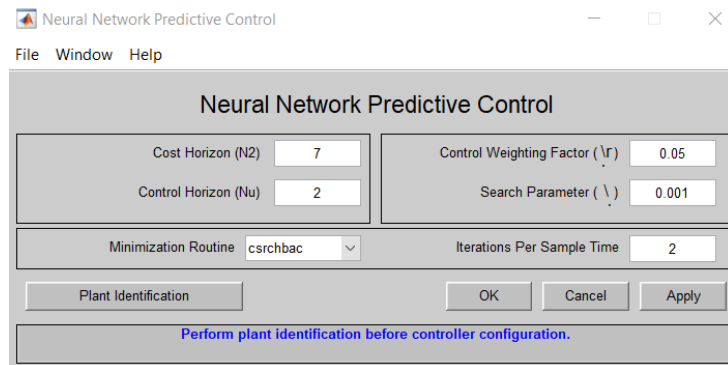 Neural Network Predictive Control
File Window Help
Neural Network Predictive Control
Cost Horizon (N2) 7 Control Weighting Factor ( \r )  0.05
Control Horizon (Nu) 2 Search Parameter ( \ ) 0.001
Minimization Routine csrchbac Iterations Per Sample Time 2
Plant Identification OK Cancel Apply
Perform plant identification before controller configuration.